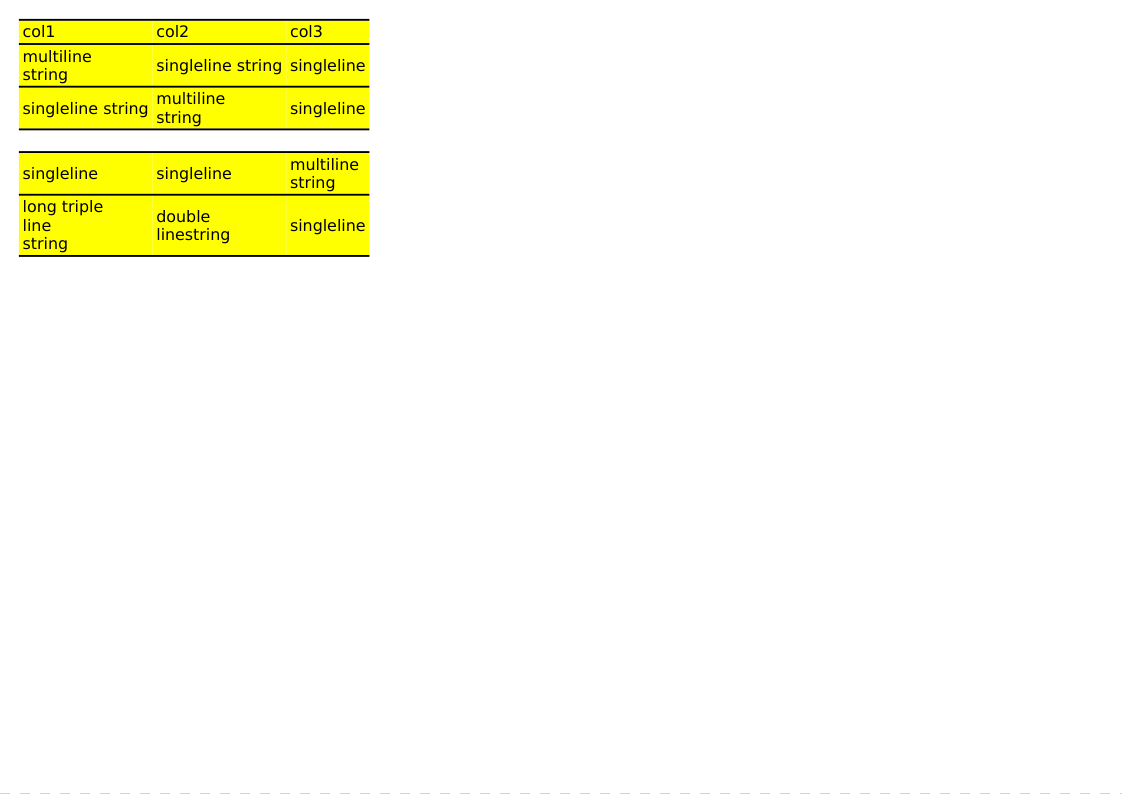 col1 col2 col3
multiline
string
singleline string singleline
singleline string
multiline
string
singleline
singleline singleline
multiline
string
long triple
line
string
double
linestring
singleline